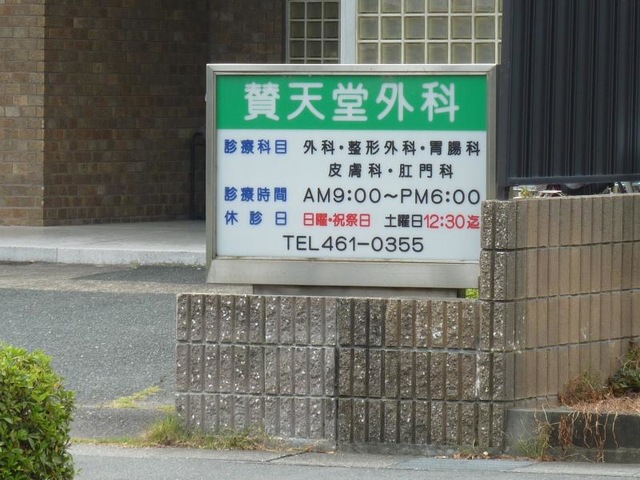 賛天堂外科
診療科目 外科・整形外科・胃腸科
皮膚科・肛門科
診療時間 AM9:00～PM6:00
休診日 日曜・祝祭日 土曜日12:30迄
TEL461-0355